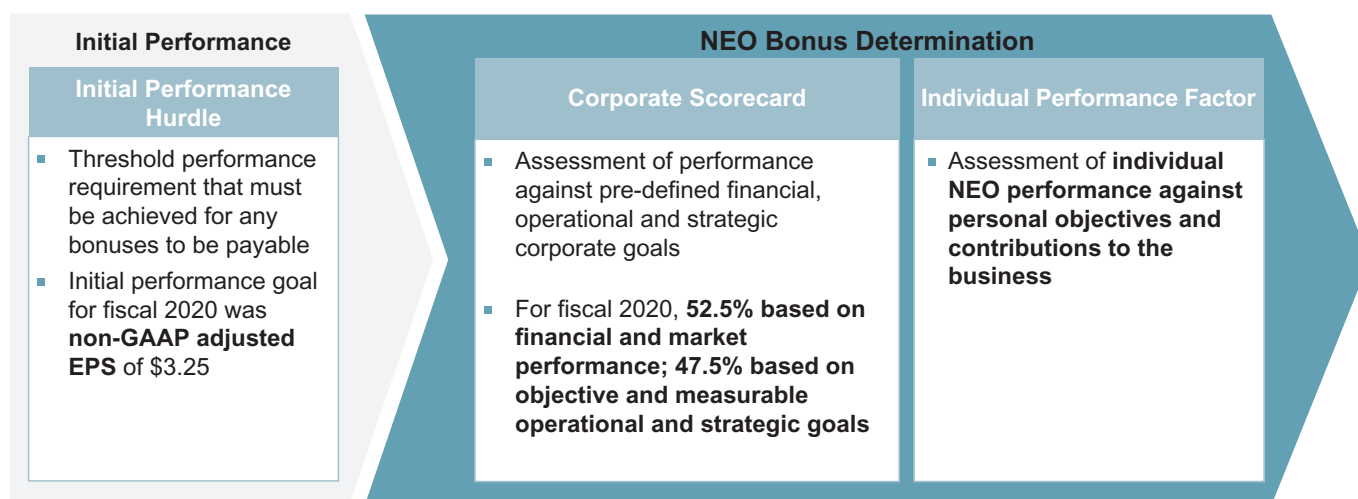 Initial Performance
Initial Performance
Hurdle
▪ Threshold performance
requirement that must
be achieved for any
bonuses to be payable
▪ Initial performance goal
for fiscal 2020 was
non-GAAP adjusted
EPS of $3.25
NEO Bonus Determination
Corporate Scorecard
▪ Assessment of performance
against pre-defined financial,
operational and strategic
corporate goals
▪ For fiscal 2020, 52.5% based on
financial and market
performance; 47.5% based on
objective and measurable
operational and strategic goals
Individual Performance Factor
▪ Assessment of individual
NEO performance against
personal objectives and
contributions to the
business